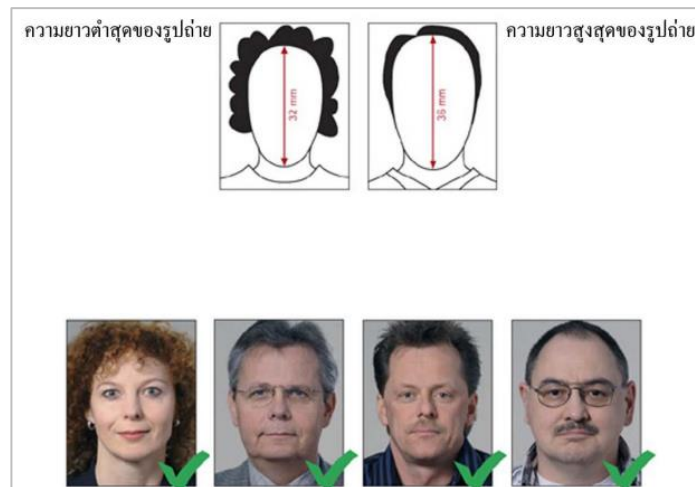 ความยาวตำสุดของรูปถ่าย
ความยาวสูงสุดของรูปถ่าย
32 mm
36 mm